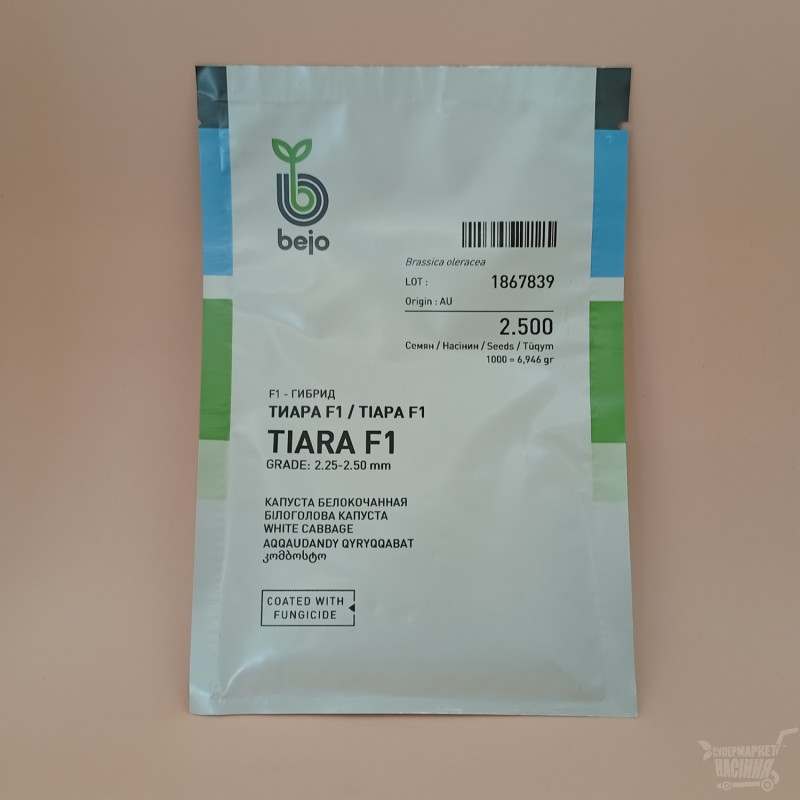 bejo
Brassica oleracea
LOT : 1867839
Origin : AU
2.500
Семян / Насінин / Seeds / Tüqym
1000 = 6,946 gr
F1 - ГИБРИД
ТИАРА F1 / ТІАРА F1
TIARA F1
GRADE: 2.25-2.50 mm
КАПУСТА БЕЛОКОЧАННАЯ
БІЛОГОЛОВА КАПУСТА
WHITE CABBAGE
AQQAUDANDY QYRYQQABAT
კომბოსტო
COATED WITH
FUNGICIDE
СУПЕРМАРКЕТ
НАСІННЯ